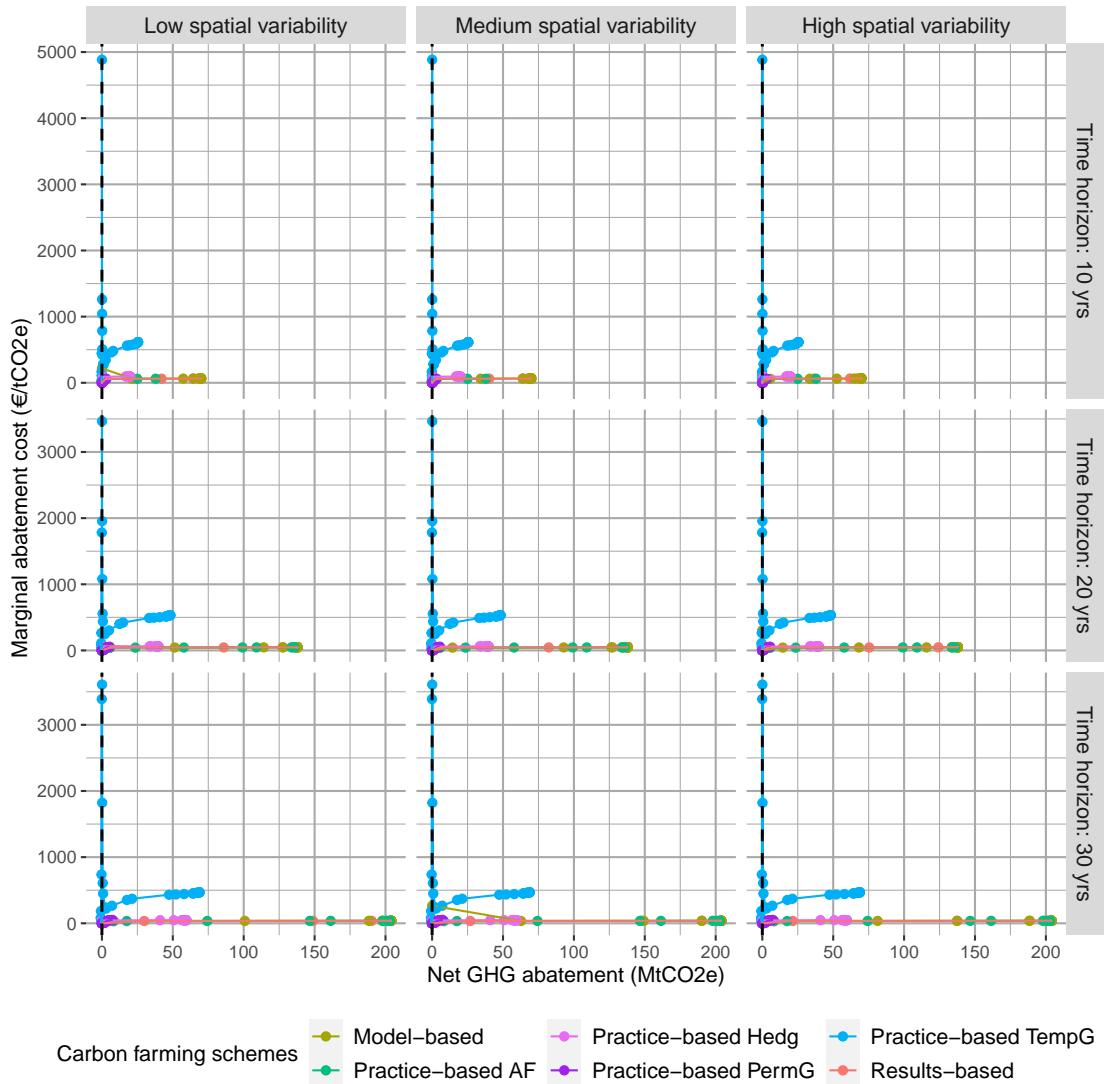 Low spatial variability
Medium spatial variability
High spatial variability
Marginal abatement cost (€/tCO2e)
5000
4000
3000
2000
1000
0
Time horizon: 10 yrs
3000
2000
1000
0
Time horizon: 20 yrs
3000
2000
1000
0
Time horizon: 30 yrs
0 50 100 150 200
0 50 100 150 200
0 50 100 150 200
Net GHG abatement (MtCO2e)
Carbon farming schemes
Model−based
Practice−based Hedg
Practice−based TempG
Practice−based AF
Practice−based PermG
Results−based